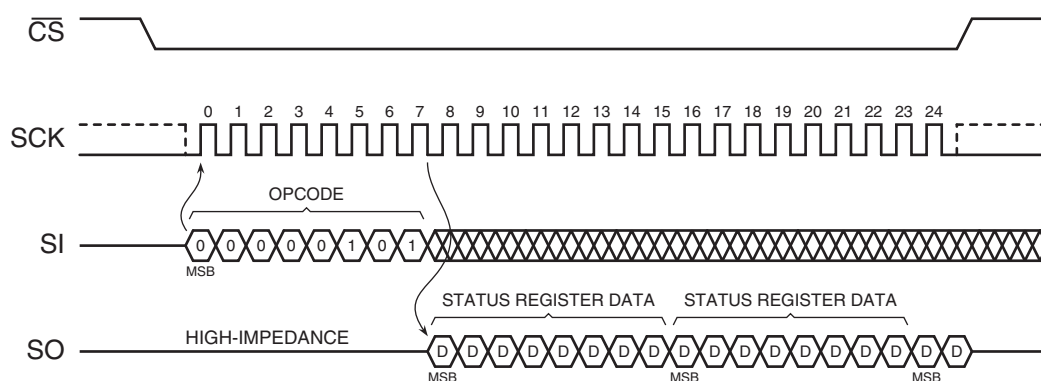 CS
0 1 2 3 4 5 6 7 8 9 10 11 12 13 14 15 16 17 18 19 20 21 22 23 24
SCK
OPCODE
SI 0 0 0 0 0 1 0 1
MSB
STATUS REGISTER DATA STATUS REGISTER DATA
HIGH-IMPEDANCE
SO D D D D D D D D D D D D D D D D D D
MSB MSB MSB